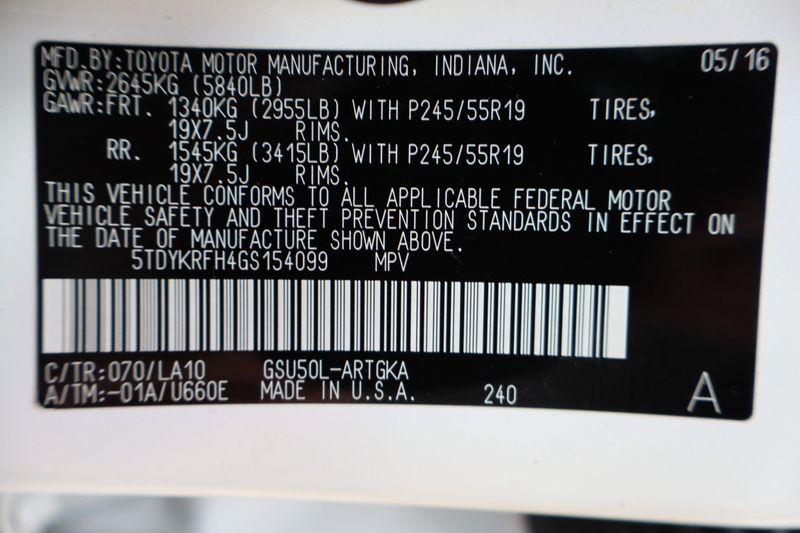 MFD.BY:TOYOTA MOTOR MANUFACTURING, INDIANA, INC. 05/16
GVWR:2645KG (5840LB)
GAWR:FRT. 1340KG (2955LB) WITH P245/55R19 TIRES,
19X7.5J RIMS.
RR. 1545KG (3415LB) WITH P245/55R19 TIRES,
19X7.5J RIMS.
THIS VEHICLE CONFORMS TO ALL APPLICABLE FEDERAL MOTOR
VEHICLE SAFETY AND THEFT PREVENTION STANDARDS IN EFFECT ON
THE DATE OF MANUFACTURE SHOWN ABOVE.
5TDYKRFH4GS154099 MPV
C/TR:070/LA10 GSU50L-ARTGKA
A/TM:-01A/U660E MADE IN U.S.A. 240 A